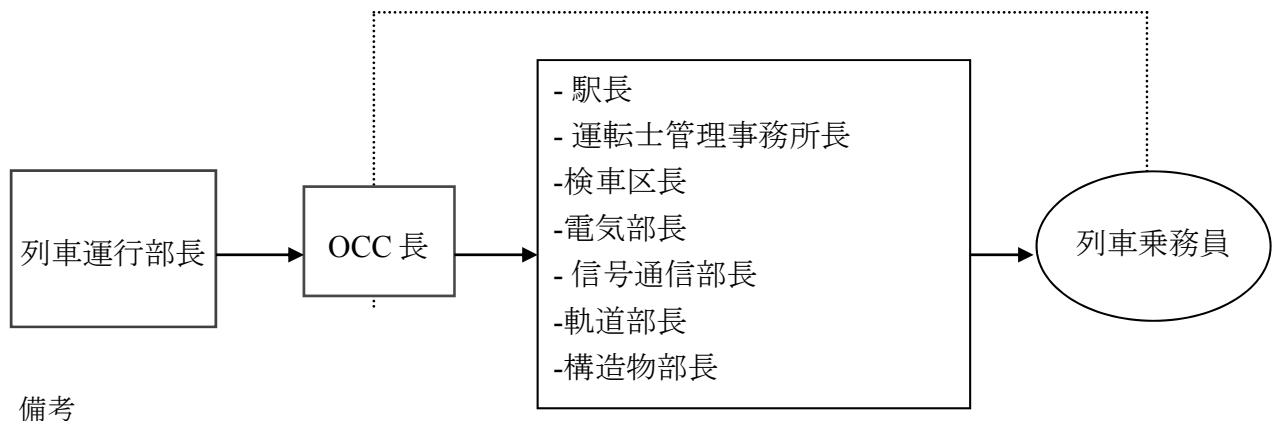 列車運行部長
OCC 長
- 駅長
- 運転士管理事務所長
-検車区長
-電気部長
- 信号通信部長
-軌道部長
-構造物部長
列車乗務員
備考